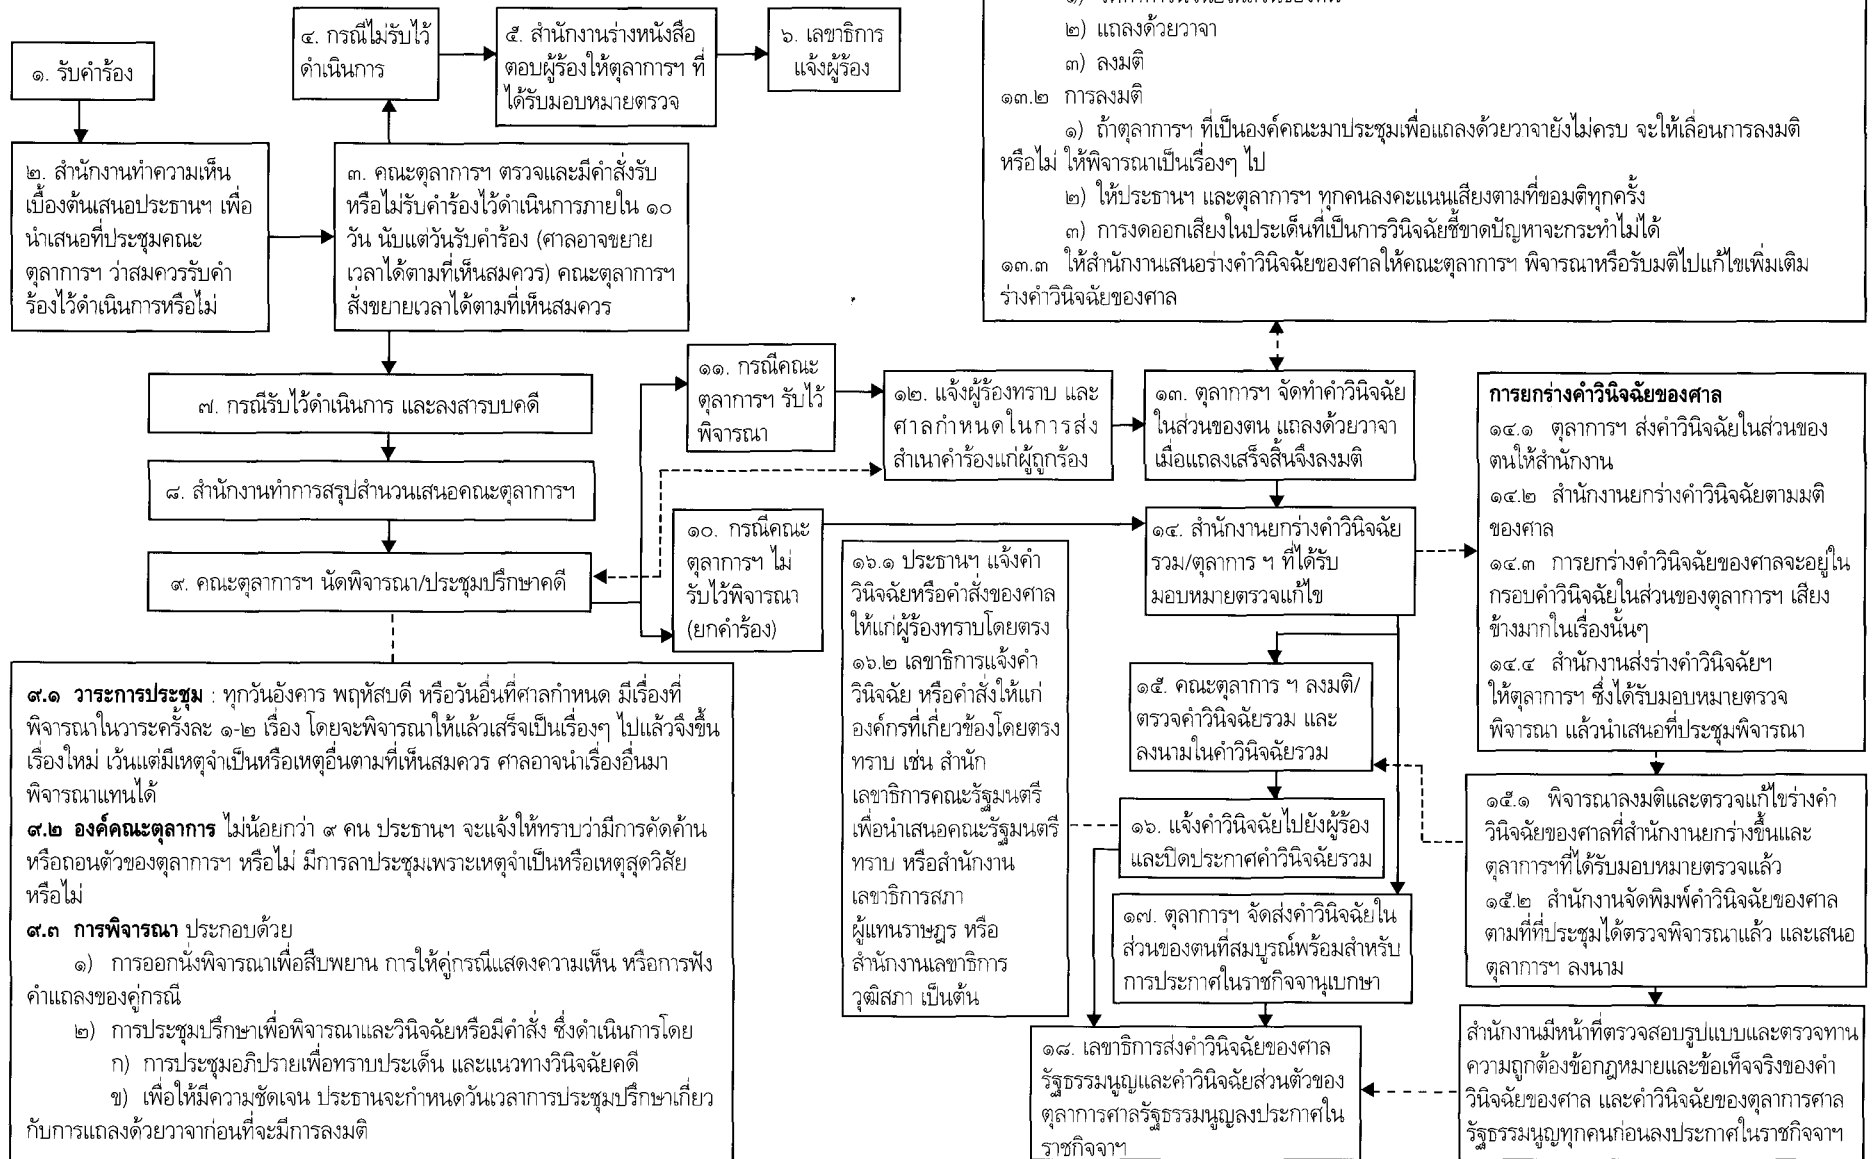 ๑. รับคำร้อง
๒. สำนักงานทำความเห็น
เบื้องต้นเสนอประธานฯ เพื่อ
นำเสนอที่ประชุมคณะ
ตุลาการฯ ว่าสมควรรับคำ
ร้องไว้ดำเนินการหรือไม่
๓. คณะตุลาการฯ ตรวจและมีคำสั่งรับ
หรือไม่รับคำร้องไว้ดำเนินการภายใน ๑๐
วัน นับแต่วันรับคำร้อง (ศาลอาจขยาย
เวลาได้ตามที่เห็นสมควร) คณะตุลาการฯ
สั่งขยายเวลาได้ตามที่เห็นสมควร
๔. กรณีไม่รับไว้
ดำเนินการ
๕. สำนักงานร่างหนังสือ
ตอบผู้ร้องให้ตุลาการฯ ที่
ได้รับมอบหมายตรวจ
๖. เลขาธิการ
แจ้งผู้ร้อง
๗. กรณีรับไว้ดำเนินการ และลงสารบบคดี
๘. สำนักงานทำการสรุปสำนวนเสนอคณะตุลาการฯ
๙. คณะตุลาการฯ นัดพิจารณา/ประชุมปรึกษาคดี
๙.๑ วาระการประชุม : ทุกวันอังคาร พฤหัสบดี หรือวันอื่นที่ศาลกำหนด มีเรื่องที่
พิจารณาในวาระครั้งละ ๑-๒ เรื่อง โดยจะพิจารณาให้แล้วเสร็จเป็นเรื่องๆ ไปแล้วจึงขึ้น
เรื่องใหม่ เว้นแต่มีเหตุจำเป็นหรือเหตุอื่นตามที่เห็นสมควร ศาลอาจนำเรื่องอื่นมา
พิจารณาแทนได้
๙.๒ องค์คณะตุลาการ ไม่น้อยกว่า ๙ คน ประธานฯ จะแจ้งให้ทราบว่ามีการคัดค้าน
หรือถอนตัวของตุลาการฯ หรือไม่ มีการลาประชุมเพราะเหตุจำเป็นหรือเหตุสุดวิสัย
หรือไม่
๙.๓ การพิจารณา ประกอบด้วย
๑) การออกนั่งพิจารณาเพื่อสืบพยาน การให้คู่กรณีแสดงความเห็น หรือการฟัง
คำแถลงของคู่กรณี
๒) การประชุมปรึกษาเพื่อพิจารณาและวินิจฉัยหรือมีคำสั่ง ซึ่งดำเนินการโดย
ก) การประชุมอภิปรายเพื่อทราบประเด็น และแนวทางวินิจฉัยคดี
ข) เพื่อให้มีความชัดเจน ประธานจะกำหนดวันเวลาการประชุมปรึกษาเกี่ยว
กับการแถลงด้วยวาจาก่อนที่จะมีการลงมติ
๑๐. กรณีคณะ
ตุลาการฯ ไม่
รับไว้พิจารณา
(ยกคำร้อง)
๑๑. กรณีคณะ
ตุลาการฯ รับไว้
พิจารณา
๑๒. แจ้งผู้ร้องทราบ และ
ศาลกำหนดในการส่ง
สำเนาคำร้องแก่ผู้ถูกร้อง
๒) แถลงด้วยวาจา
๓) ลงมติ
๑๓.๒ การลงมติ
๑) ถ้าตุลาการฯ ที่เป็นองค์คณะมาประชุมเพื่อแถลงด้วยวาจายังไม่ครบ จะให้เลื่อนการลงมติ
หรือไม่ ให้พิจารณาเป็นเรื่องๆ ไป
๒) ให้ประธานฯ และตุลาการฯ ทุกคนลงคะแนนเสียงตามที่ขอมติทุกครั้ง
๓) การงดออกเสียงในประเด็นที่เป็นการวินิจฉัยชี้ขาดปัญหาจะกระทำไม่ได้
๑๓.๓ ให้สำนักงานเสนอร่างคำวินิจฉัยของศาลให้คณะตุลาการฯ พิจารณาหรือรับมติไปแก้ไขเพิ่มเติม
ร่างคำวินิจฉัยของศาล
๑๓. ตุลาการฯ จัดทำคำวินิจฉัย
ในส่วนของตน แถลงด้วยวาจา
เมื่อแถลงเสร็จสิ้นจึงลงมติ
๑๔. สำนักงานยกร่างคำวินิจฉัย
รวม/ตุลาการ ฯ ที่ได้รับ
มอบหมายตรวจแก้ไข
การยกร่างคำวินิจฉัยของศาล
๑๔.๑ ตุลาการฯ ส่งคำวินิจฉัยในส่วนของ
ตนให้สำนักงาน
๑๔.๒ สำนักงานยกร่างคำวินิจฉัยตามมติ
ของศาล
๑๔.๓ การยกร่างคำวินิจฉัยของศาลจะอยู่ใน
กรอบคำวินิจฉัยในส่วนของตุลาการฯ เสียง
ข้างมากในเรื่องนั้นๆ
๑๔.๔ สำนักงานส่งร่างคำวินิจฉัยฯ
ให้ตุลาการฯ ซึ่งได้รับมอบหมายตรวจ
พิจารณา แล้วนำเสนอที่ประชุมพิจารณา
๑๕. คณะตุลาการ ฯ ลงมติ/
ตรวจคำวินิจฉัยรวม และ
ลงนามในคำวินิจฉัยรวม
๑๕.๑ พิจารณาลงมติและตรวจแก้ไขร่างคำ
วินิจฉัยของศาลที่สำนักงานยกร่างขึ้นและ
ตุลาการฯที่ได้รับมอบหมายตรวจแล้ว
๑๕.๒ สำนักงานจัดพิมพ์คำวินิจฉัยของศาล
ตามที่ที่ประชุมได้ตรวจพิจารณาแล้ว และเสนอ
ตุลาการฯ ลงนาม
๑๖. แจ้งคำวินิจฉัยไปยังผู้ร้อง
และปิดประกาศคำวินิจฉัยรวม
๑๖.๑ ประธานฯ แจ้งคำ
วินิจฉัยหรือคำสั่งของศาล
ให้แก่ผู้ร้องทราบโดยตรง
๑๖.๒ เลขาธิการแจ้งคำ
วินิจฉัย หรือคำสั่งให้แก่
องค์กรที่เกี่ยวข้องโดยตรง
ทราบ เช่น สำนัก
เลขาธิการคณะรัฐมนตรี
เพื่อนำเสนอคณะรัฐมนตรี
ทราบ หรือสำนักงาน
เลขาธิการสภา
ผู้แทนราษฎร หรือ
สำนักงานเลขาธิการ
วุฒิสภา เป็นต้น
๑๗. ตุลาการฯ จัดส่งคำวินิจฉัยใน
ส่วนของตนที่สมบูรณ์พร้อมสำหรับ
การประกาศในราชกิจจานุเบกษา
๑๘. เลขาธิการส่งคำวินิจฉัยของศาล
รัฐธรรมนูญและคำวินิจฉัยส่วนตัวของ
ตุลาการศาลรัฐธรรมนูญลงประกาศใน
ราชกิจจาฯ
สำนักงานมีหน้าที่ตรวจสอบรูปแบบและตรวจทาน
ความถูกต้องข้อกฎหมายและข้อเท็จจริงของคำ
วินิจฉัยของศาล และคำวินิจฉัยของตุลาการศาล
รัฐธรรมนูญทุกคนก่อนลงประกาศในราชกิจจาฯ